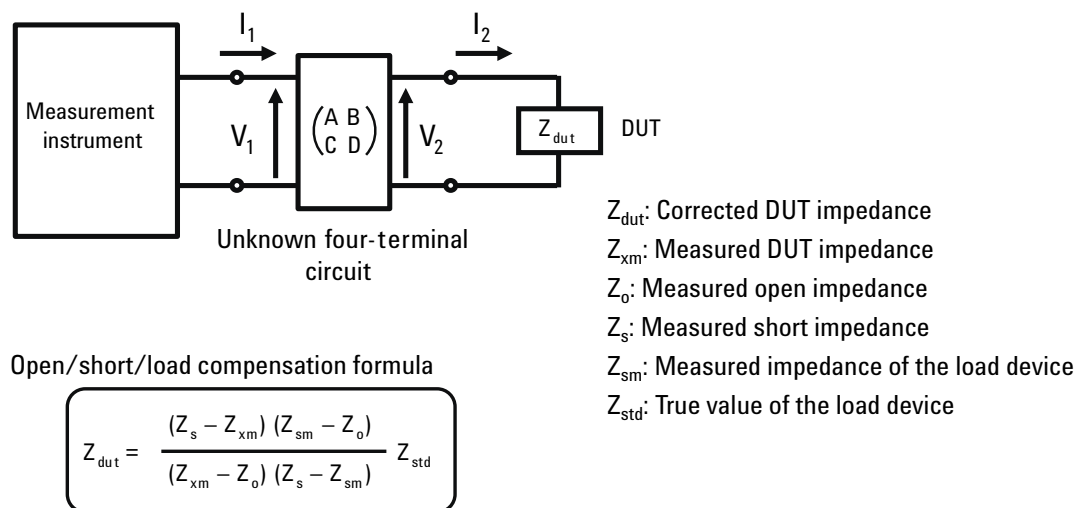 I1 I2
Measurement
instrument
V1
A B
C D
V2
Zdut
DUT
Unknown four-terminal
circuit
Zdut: Corrected DUT impedance
Zxm: Measured DUT impedance
Zo: Measured open impedance
Zs: Measured short impedance
Zsm: Measured impedance of the load device
Zstd: True value of the load device
Open/short/load compensation formula
Zdut = (Zs – Zxm) (Zsm – Zo) / (Zxm – Zo) (Zs – Zsm) Zstd